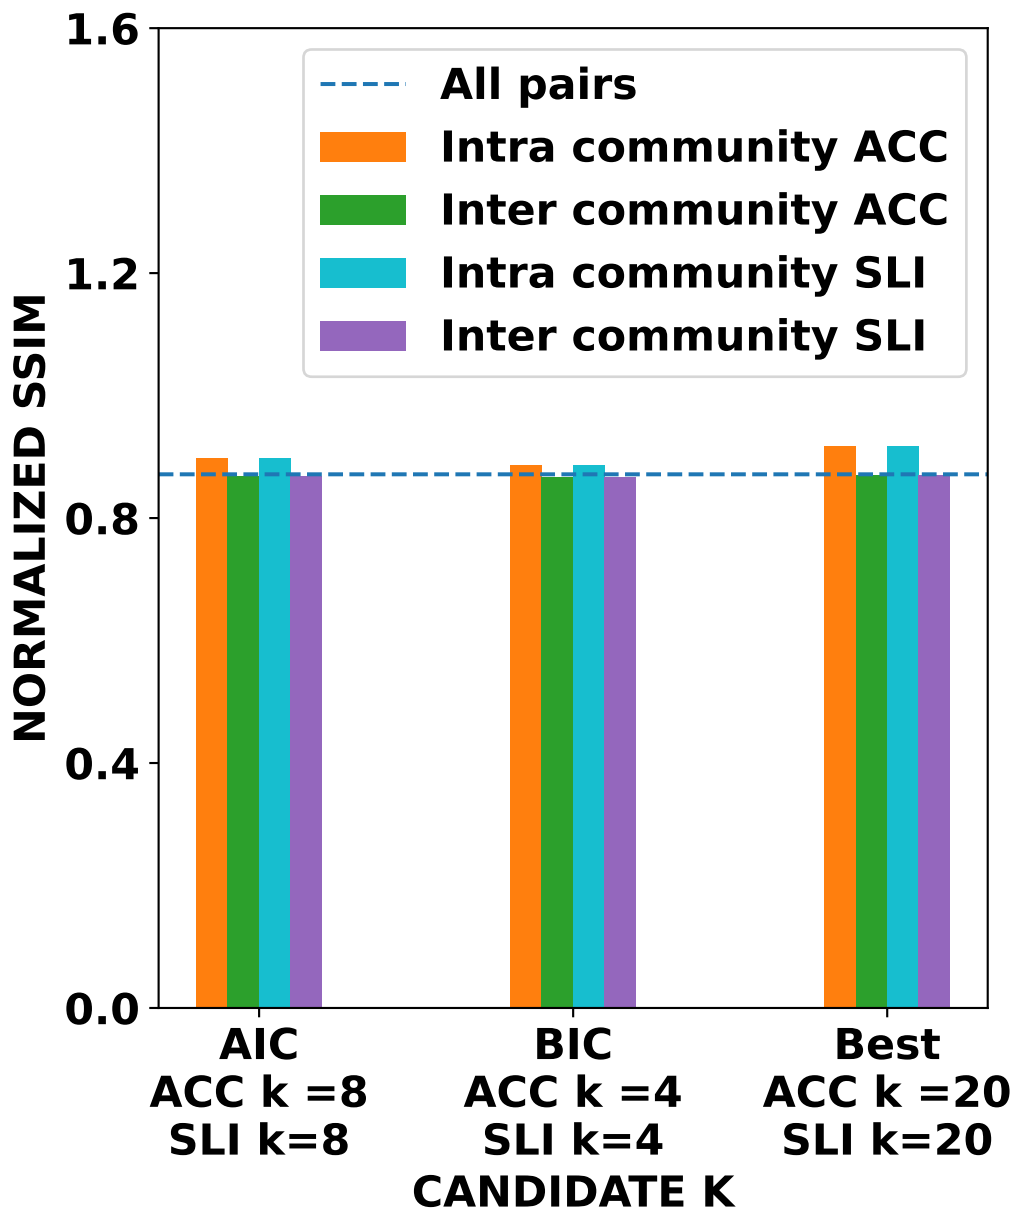 1.6
All pairs
Intra community ACC
Inter community ACC
Intra community SLI
Inter community SLI
1.2
0.8
0.4
0.0
NORMALIZED SSIM
AIC
ACC k =8
SLI k=8
BIC
ACC k =4
SLI k=4
Best
ACC k =20
SLI k=20
CANDIDATE K